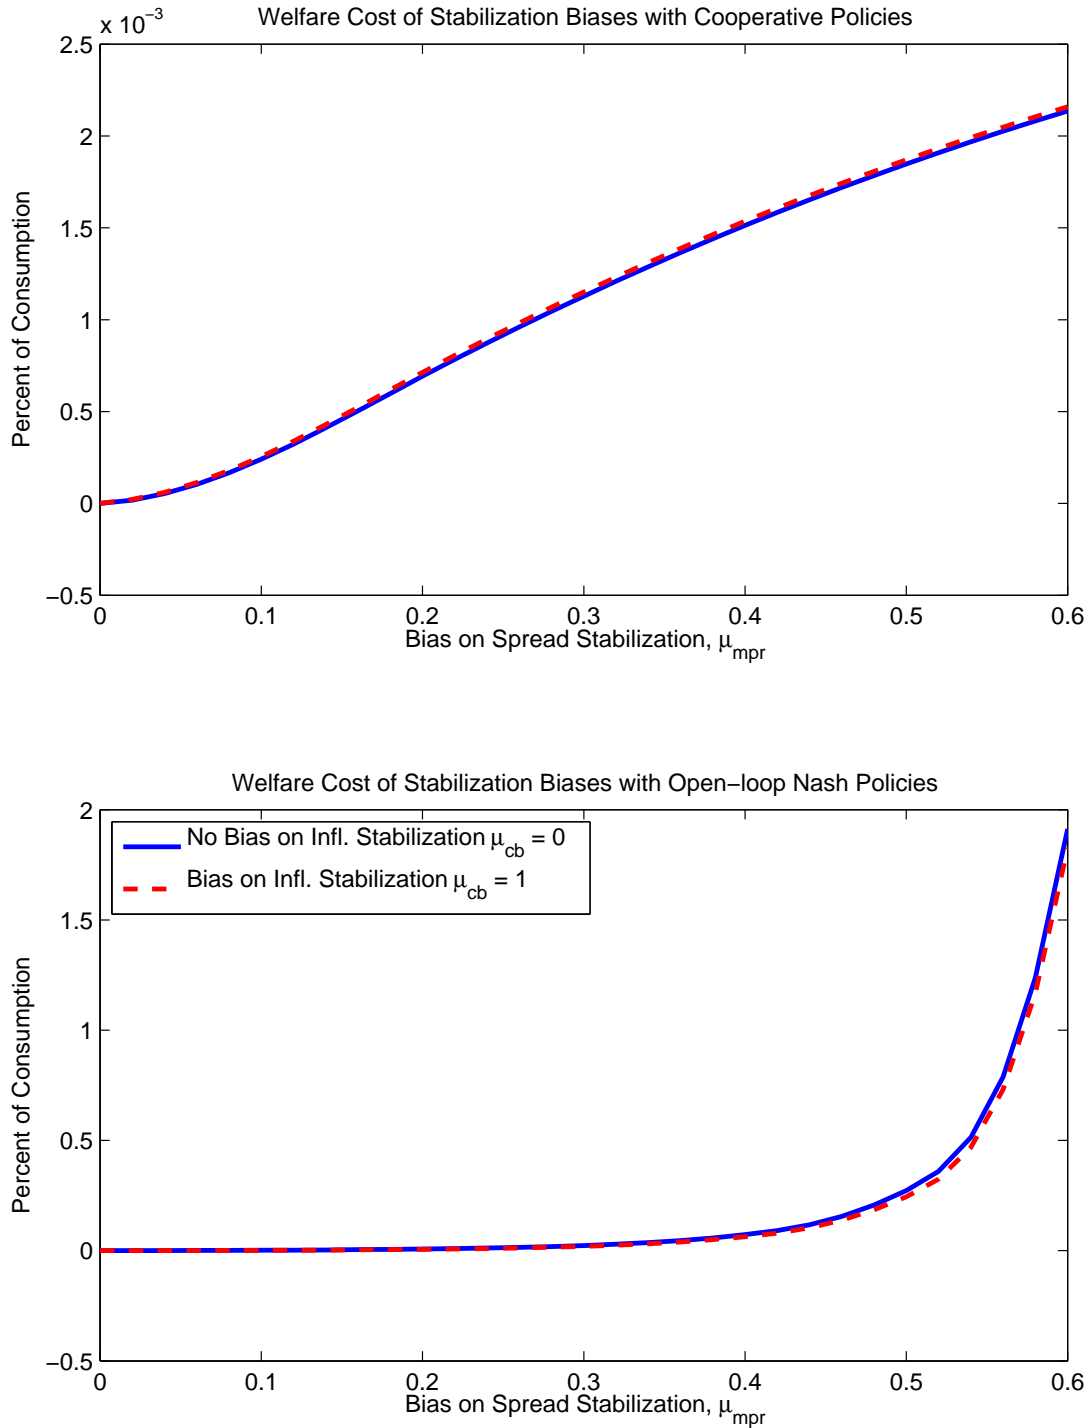 Welfare Cost of Stabilization Biases with Cooperative Policies
x 10−3
2.5
2
1.5
1
0.5
0
−0.5
Percent of Consumption
0 0.1 0.2 0.3 0.4 0.5 0.6
Bias on Spread Stabilization, μmpr
Welfare Cost of Stabilization Biases with Open−loop Nash Policies
2
1.5
1
0.5
0
−0.5
Percent of Consumption
No Bias on Infl. Stabilization μcb = 0
Bias on Infl. Stabilization μcb = 1
0 0.1 0.2 0.3 0.4 0.5 0.6
Bias on Spread Stabilization, μmpr